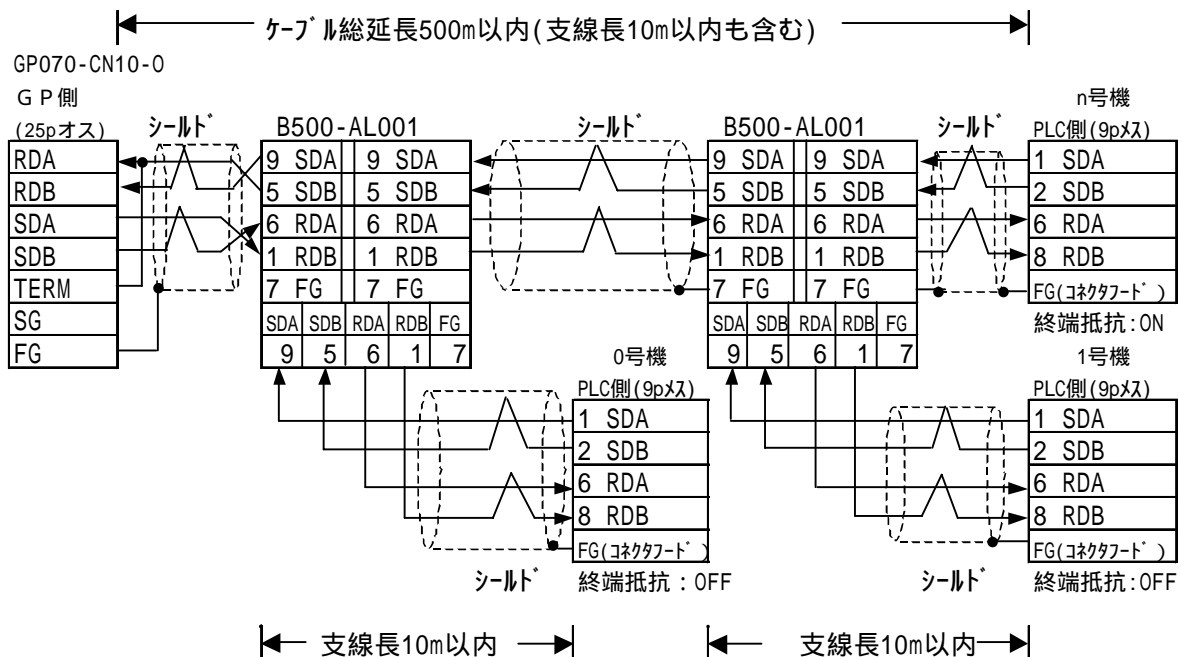 ケーブル総延長500m以内(支線長10m以内も含む)
GP070-CN10-O
GP側
(25pオス)
シールド
B500-AL001
シールド
B500-AL001
シールド
n号機
PLC側(9pメス)
RDA
RDB
SDA
SDB
TERM
SG
FG
9 SDA 9 SDA
5 SDB 5 SDB
6 RDA 6 RDA
1 RDB 1 RDB
7 FG 7 FG
SDA SDB RDA RDB FG
9 5 6 1 7
9 SDA 9 SDA
5 SDB 5 SDB
6 RDA 6 RDA
1 RDB 1 RDB
7 FG 7 FG
SDA SDB RDA RDB FG
9 5 6 1 7
1 SDA
2 SDB
6 RDA
8 RDB
FG(コネクタフード)
終端抵抗:ON
0号機
PLC側(9pメス)
1 SDA
2 SDB
6 RDA
8 RDB
FG(コネクタフード)
シールド
終端抵抗:OFF
1号機
PLC側(9pメス)
1 SDA
2 SDB
6 RDA
8 RDB
FG(コネクタフード)
シールド
終端抵抗:OFF
支線長10m以内
支線長10m以内